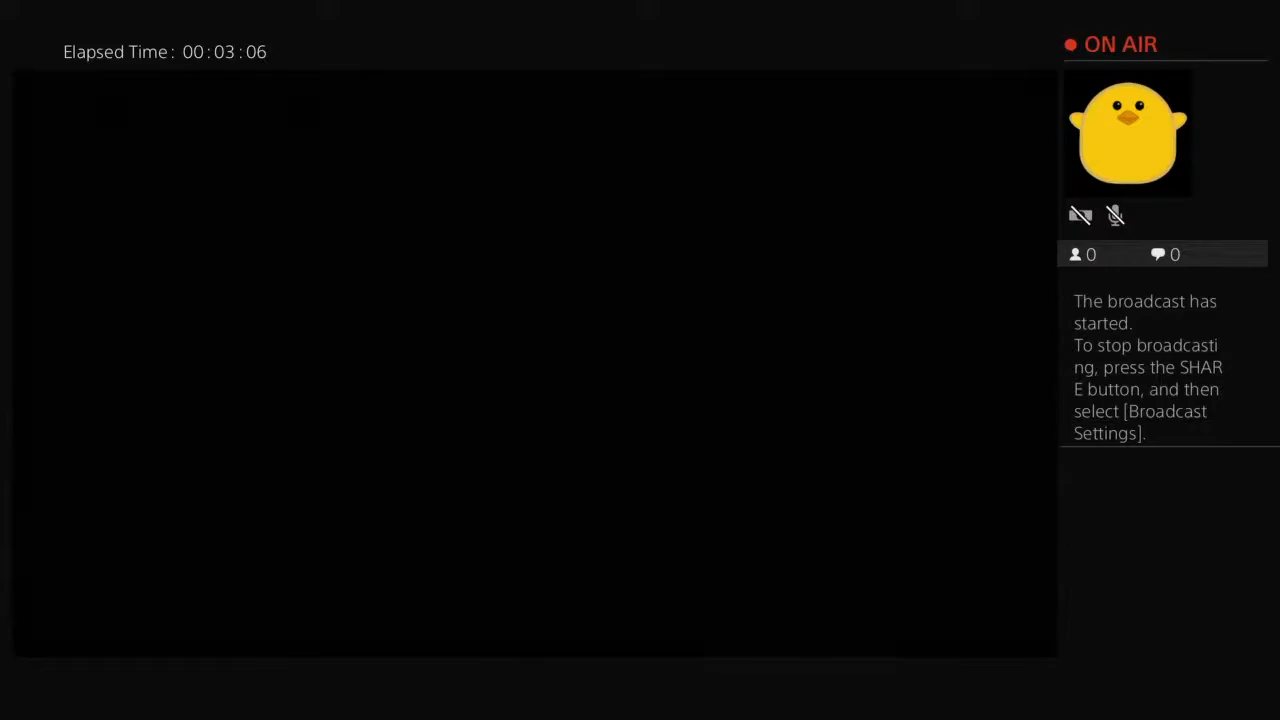 Elapsed Time: 00:03:06
ON AIR
0 0
The broadcast has
started.
To stop broadcasti
ng, press the SHAR
E button, and then
select [Broadcast
Settings].